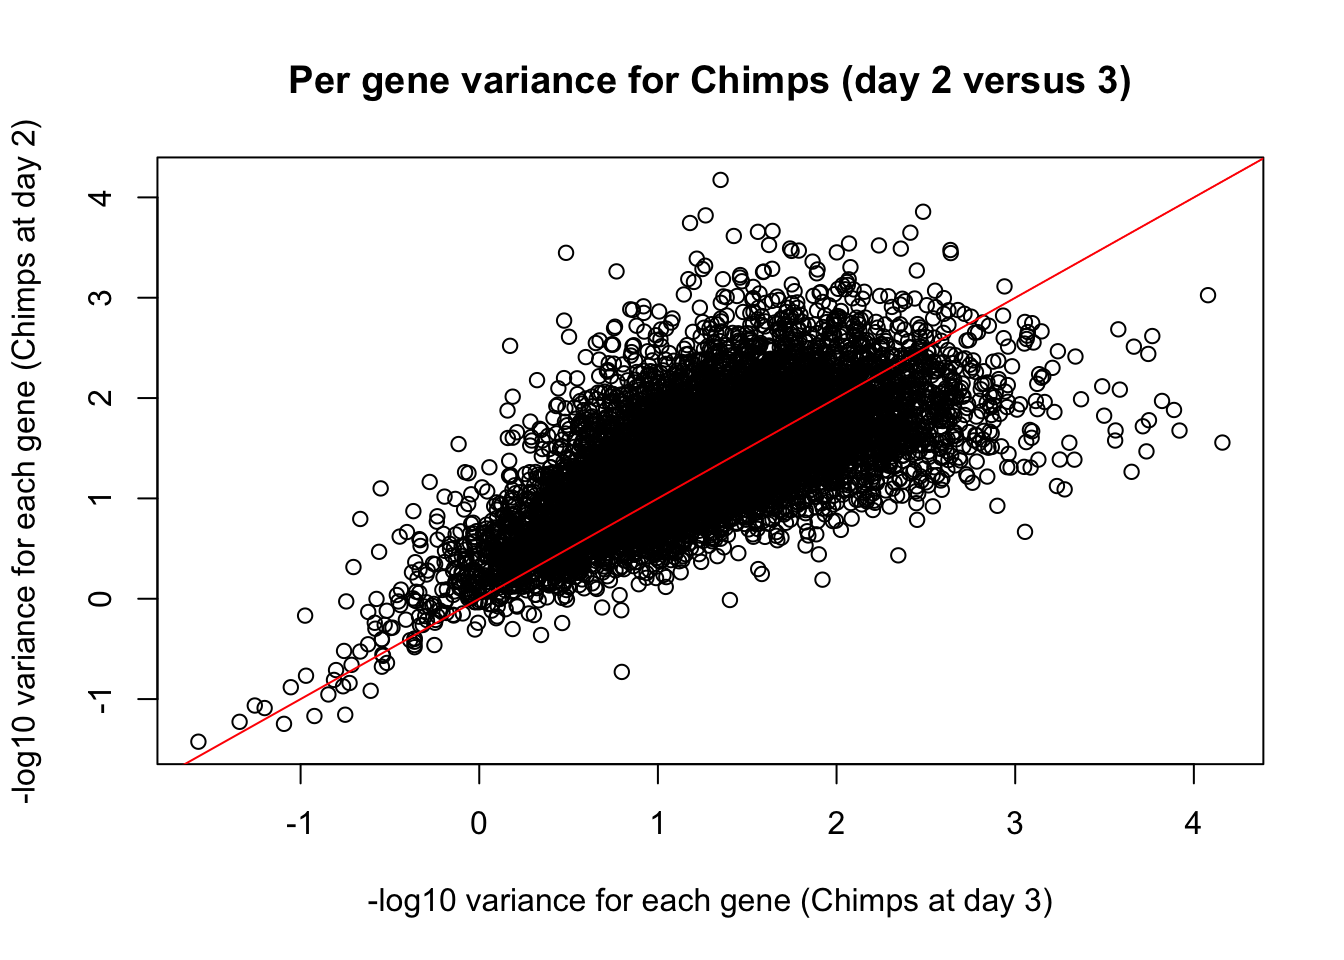 Per gene variance for Chimps (day 2 versus 3)
-log10 variance for each gene (Chimps at day 2)
4
3
2
1
0
-1
-1 0 1 2 3 4
-log10 variance for each gene (Chimps at day 3)